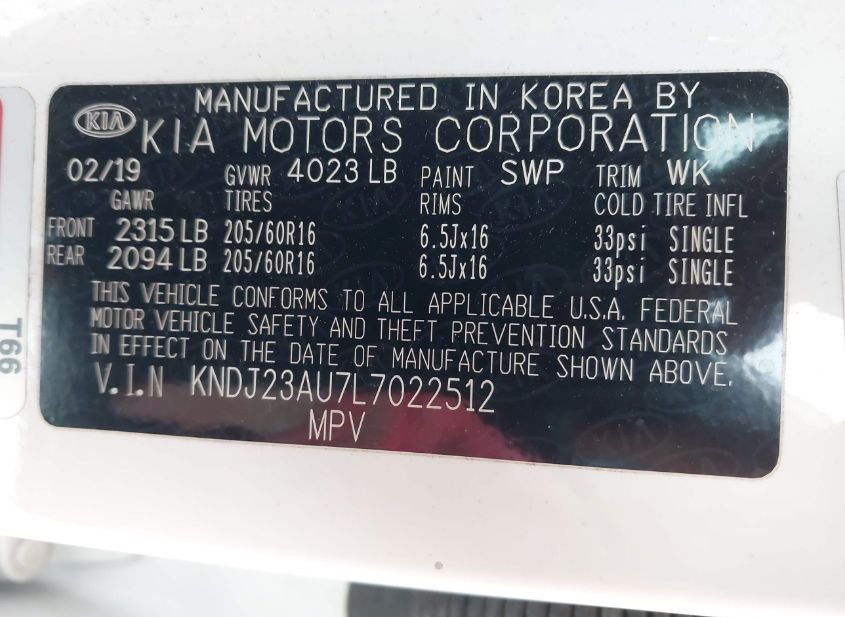 MANUFACTURED IN KOREA BY
KIA KIA MOTORS CORPORATION
02/19 GVWR 4023 LB PAINT SWP TRIM WK
GAWR TIRES RIMS COLD TIRE INFL
FRONT 2315 LB 205/60R16 6.5Jx16 33psi SINGLE
REAR 2094 LB 205/60R16 6.5Jx16 33psi SINGLE
THIS VEHICLE CONFORMS TO ALL APPLICABLE U.S.A. FEDERAL
MOTOR VEHICLE SAFETY AND THEFT PREVENTION STANDARDS
IN EFFECT ON THE DATE OF MANUFACTURE SHOWN ABOVE.
V.I.N KNDJ23AU7L7022512
MPV
66T